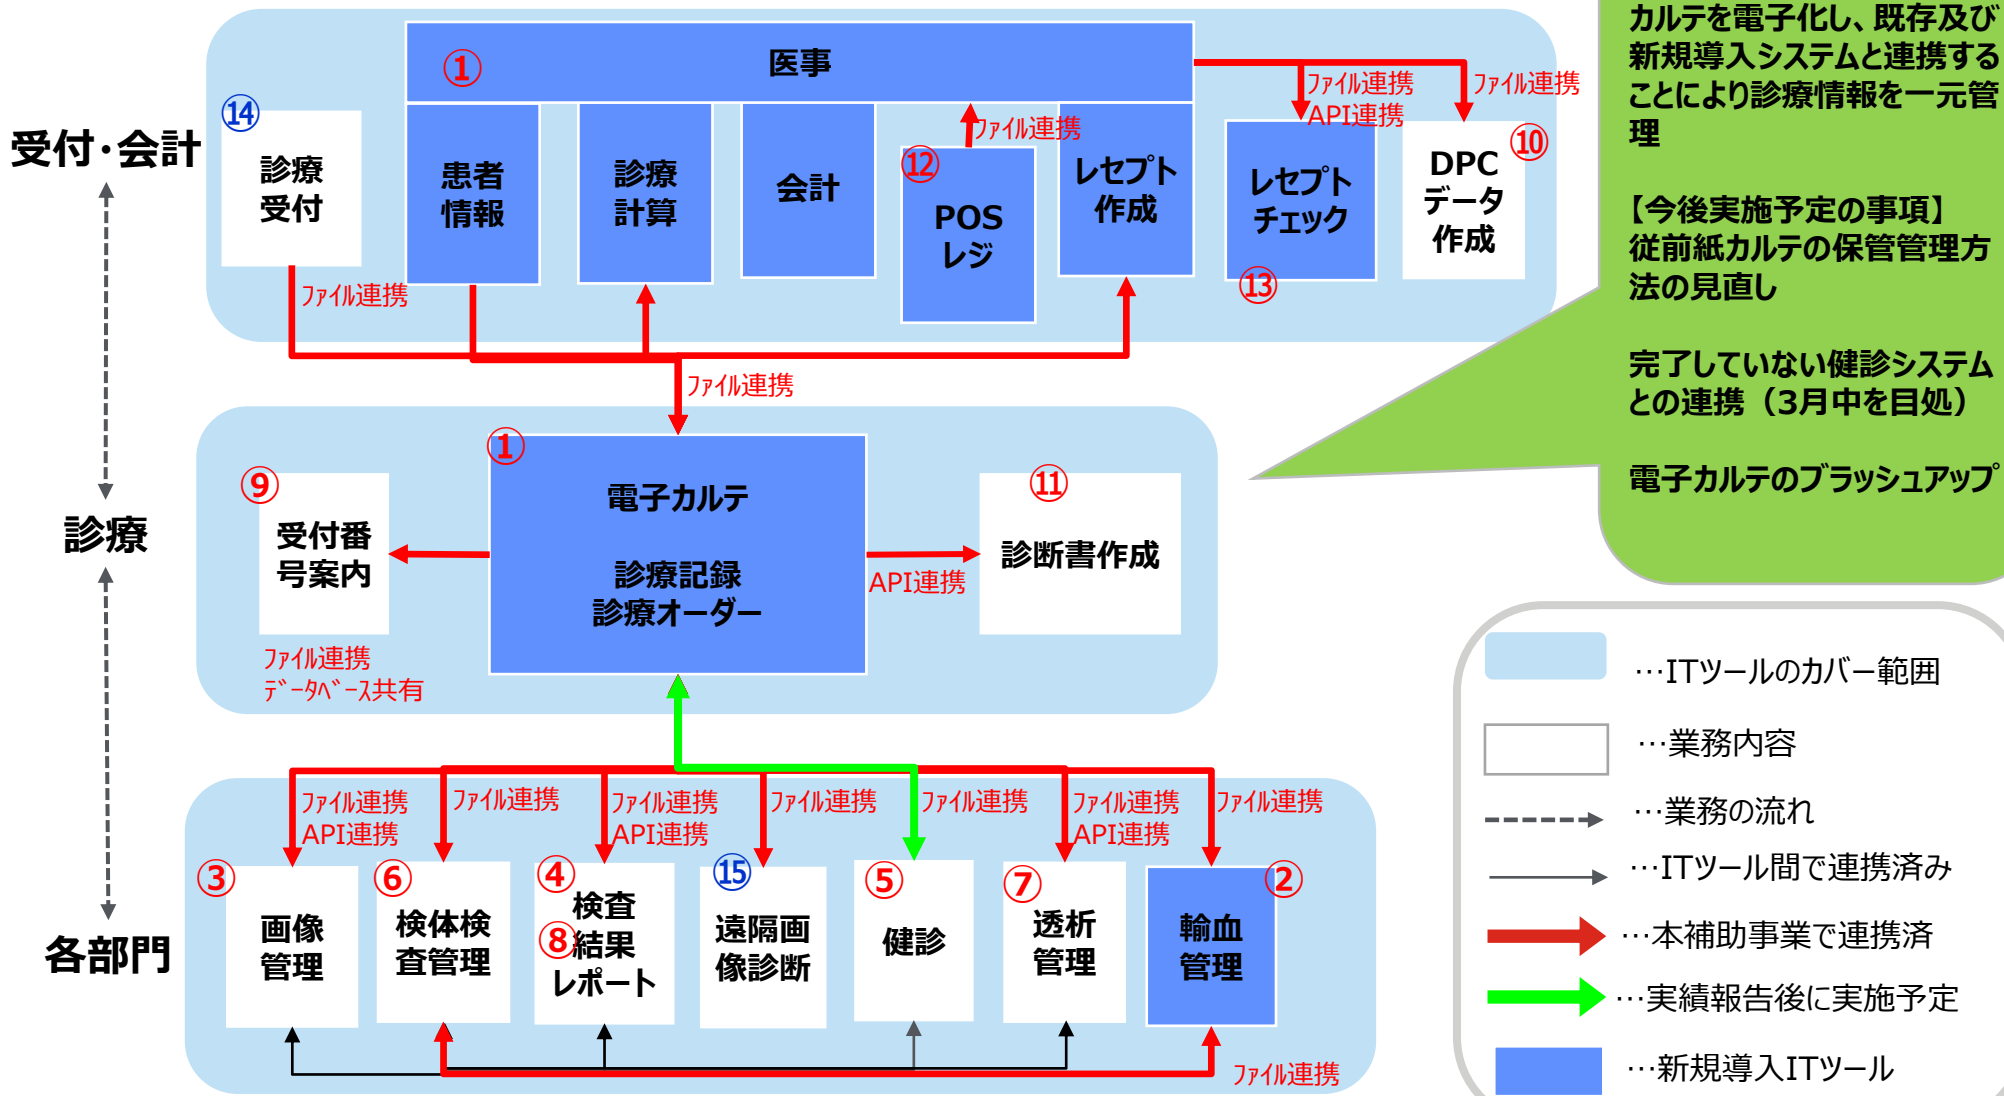 受付・会計
診療
各部門
①
医事
⑭
診療
受付
患者
情報
診療
計算
会計
⑫
POS
レジ
レセプト
作成
レセプト
チェック
⑬
DPC
データ
作成
⑩
ファイル連携
ファイル連携
ファイル連携
API連携
ファイル連携
ファイル連携
①
電子カルテ
診療記録
診療オーダー
⑨
受付番
号案内
ファイル連携
データベース共有
API連携
⑪
診断書作成
ファイル連携
API連携
ファイル連携
ファイル連携
API連携
ファイル連携
ファイル連携
ファイル連携
API連携
ファイル連携
③
画像
管理
⑥
検体検
査管理
④
検査
⑧
結果
レポート
⑮
遠隔画
像診断
⑤
健診
⑦
透析
管理
②
輸血
管理
ファイル連携
カルテを電子化し、既存及び
新規導入システムと連携する
ことにより診療情報を一元管
理
【今後実施予定の事項】
従前紙カルテの保管管理方
法の見直し
完了していない健診システム
との連携（3月中を目処）
電子カルテのブラッシュアップ
…ITツールのカバー範囲
…業務内容
…業務の流れ
…ITツール間で連携済み
…本補助事業で連携済
…実績報告後に実施予定
…新規導入ITツール